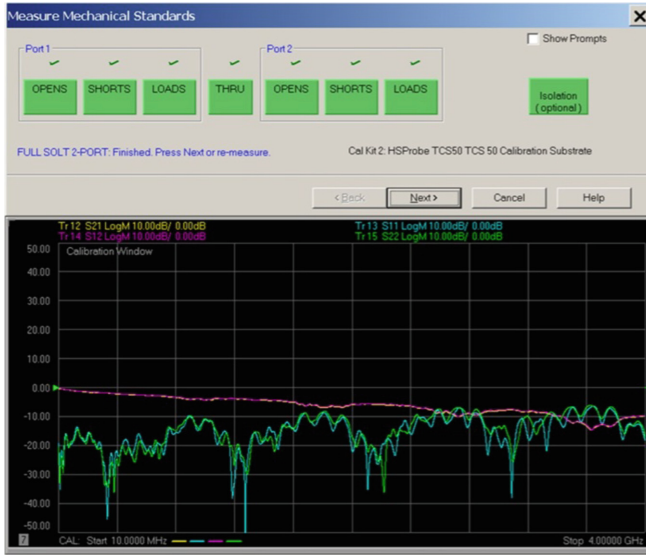 Measure Mechanical Standards
Show Prompts
Port 1
Port 2
OPENS
SHORTS
LOADS
THRU
OPENS
SHORTS
LOADS
Isolation
(optional)
FULL SOLT 2-PORT: Finished. Press Next or re-measure.
Cal Kit 2: HSProbe TCS50 TCS 50 Calibration Substrate
< Back
Next >
Cancel
Help
Tr 12 S21 LogM 10.00dB/ 0.00dB
Tr 13 S11 LogM 10.00dB/ 0.00dB
Tr 14 S12 LogM 10.00dB/ 0.00dB
Tr 15 S22 LogM 10.00dB/ 0.00dB
50.00
Calibration Window
40.00
30.00
20.00
10.00
0.00
-10.00
-20.00
-30.00
-40.00
-50.00
7
CAL: Start 10.0000 MHz
Stop 4.00000 GHz